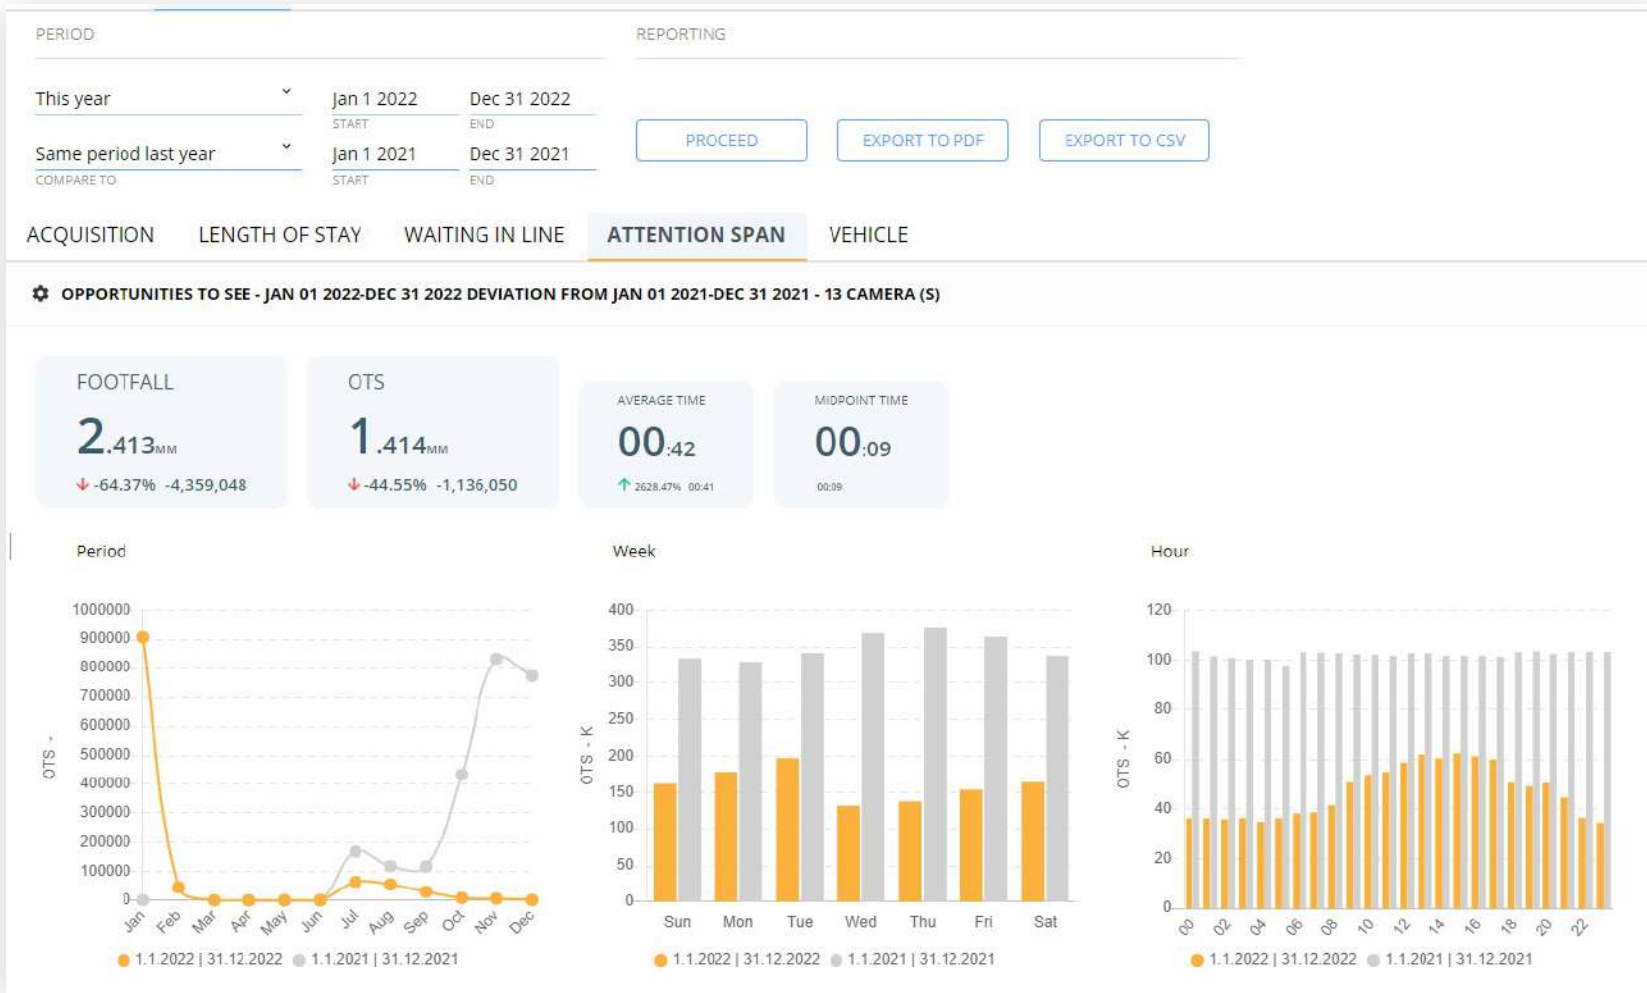 PERIOD
REPORTING
This year
Jan 1 2022
Dec 31 2022
START
END
Same period last year
Jan 1 2021
Dec 31 2021
COMPARE TO
START
END
PROCEED
EXPORT TO PDF
EXPORT TO CSV
ACQUISITION
LENGTH OF STAY
WAITING IN LINE
ATTENTION SPAN
VEHICLE
OPPORTUNITIES TO SEE - JAN 01 2022-DEC 31 2022 DEVIATION FROM JAN 01 2021-DEC 31 2021 - 13 CAMERA (S)
FOOTFALL
2.413MM
-64.37% -4,359,048
OTS
1.414MM
-44.55% -1,136,050
AVERAGE TIME
00:42
2628.47% 00:41
MIDPOINT TIME
00:09
00:09
Period
1000000
900000
800000
700000
600000
500000
400000
300000
200000
100000
0
OTS -
Jan
Feb
Mar
Apr
May
Jun
Jul
Aug
Sep
Oct
Nov
Dec
1.1.2022 | 31.12.2022
1.1.2021 | 31.12.2021
Week
400
350
300
250
200
150
100
50
0
OTS - K
Sun
Mon
Tue
Wed
Thu
Fri
Sat
1.1.2022 | 31.12.2022
1.1.2021 | 31.12.2021
Hour
120
100
80
60
40
20
0
OTS - K
00
02
04
06
08
10
12
14
16
18
20
22
1.1.2022 | 31.12.2022
1.1.2021 | 31.12.2021